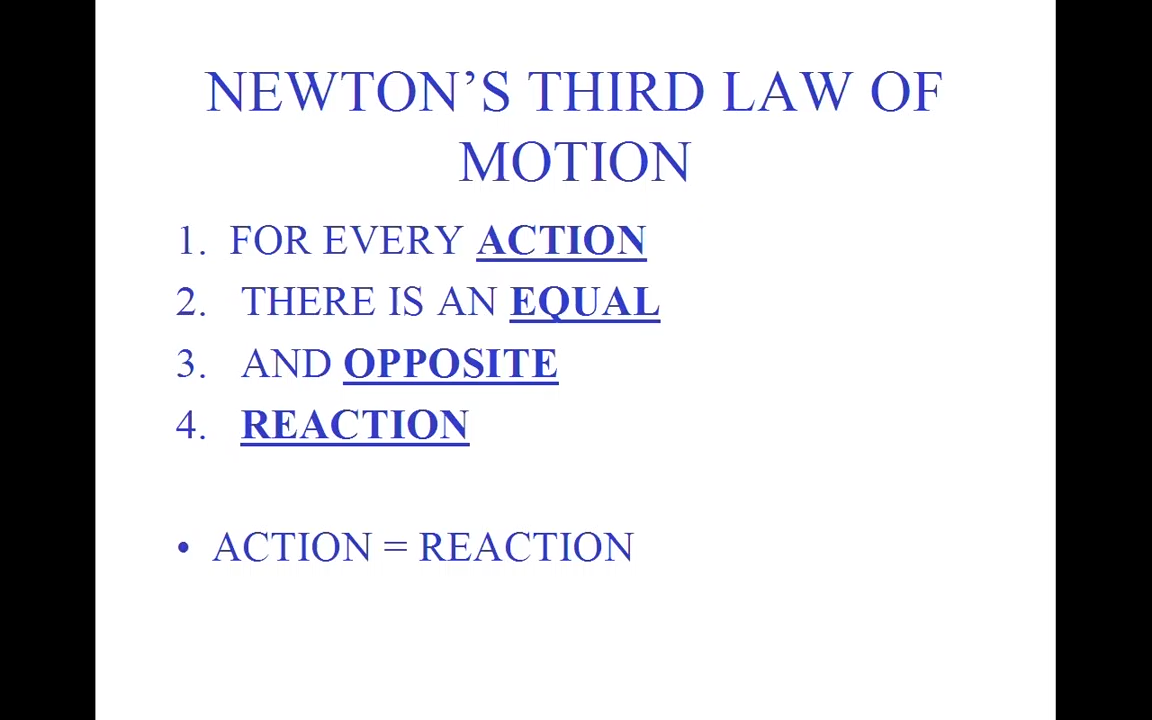 NEWTON’S THIRD LAW OF
MOTION
1. FOR EVERY ACTION
2. THERE IS AN EQUAL
3. AND OPPOSITE
4. REACTION
• ACTION = REACTION